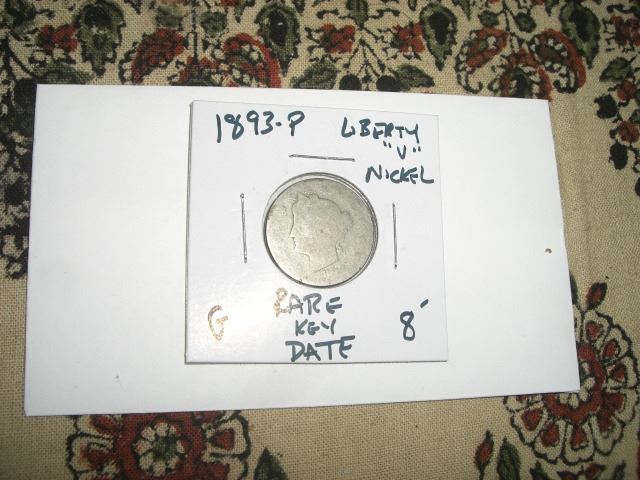 1893-P LIBERTY
"V"
NICKEL
G RARE 8
KEY
DATE